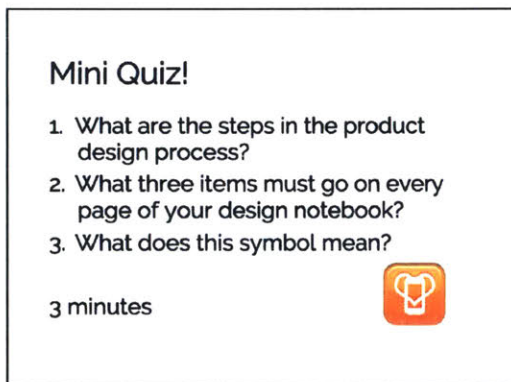 Mini Quiz!
1. What are the steps in the product
design process?
2. What three items must go on every
page of your design notebook?
3. What does this symbol mean?
3 minutes